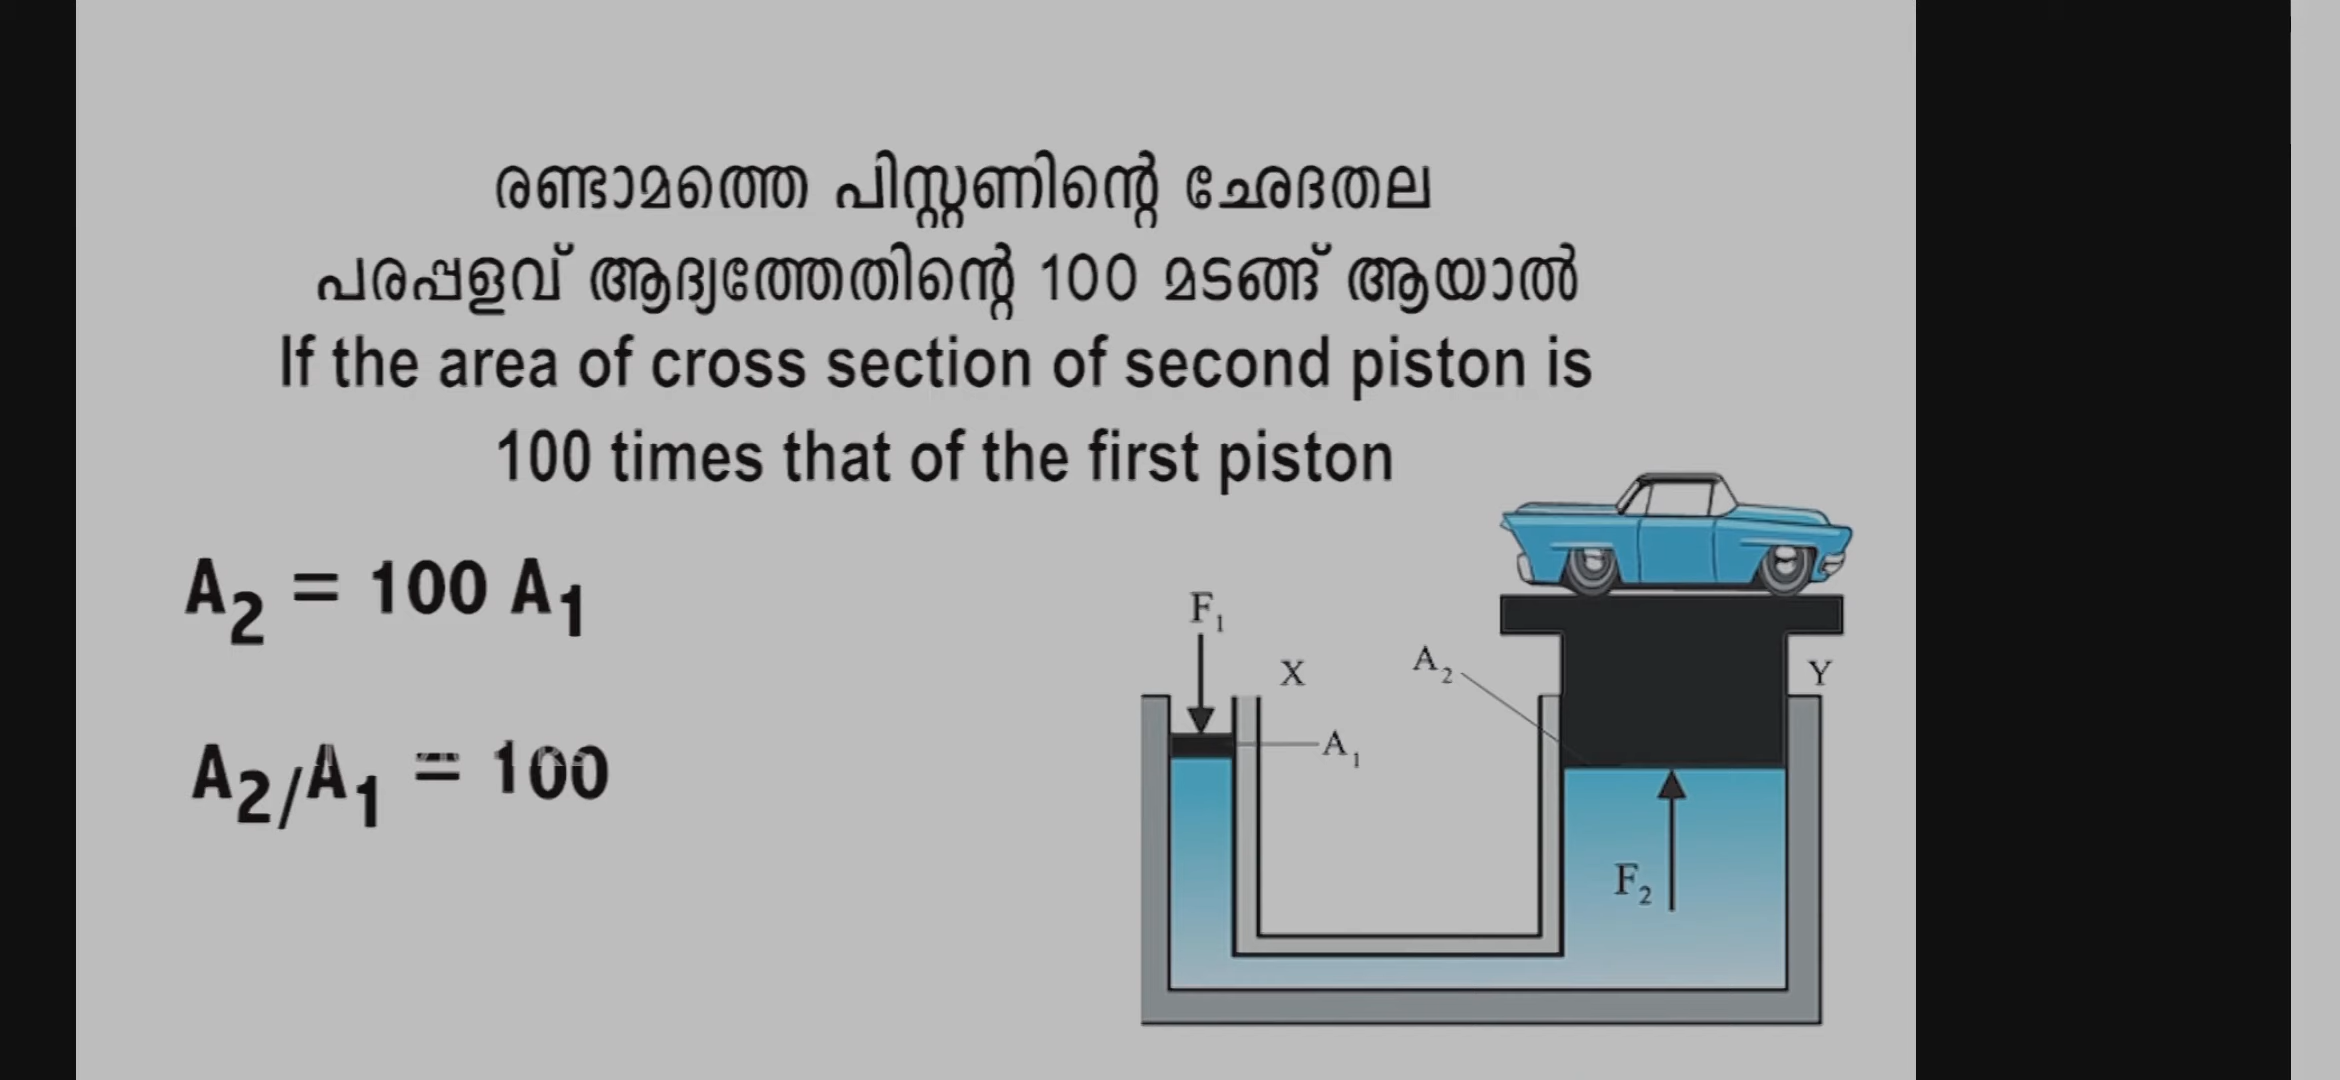 രണ്ടാമത്തെ പിസ്റ്റണിന്റെ ഛേദതല
പരപ്പളവ് ആദ്യത്തേതിന്റെ 100 മടങ്ങ് ആയാൽ
If the area of cross section of second piston is
100 times that of the first piston
A₂ = 100 A₁
A₂/A₁ = 100
F₁
X
A₂
Y
A₁
F₂